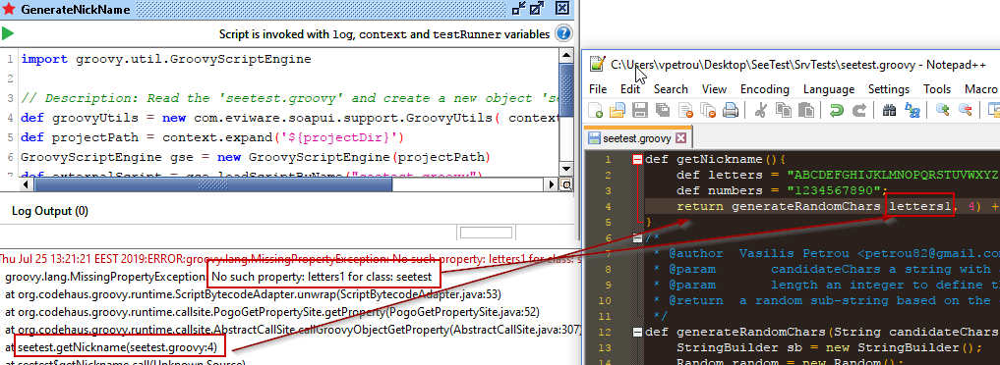 GenerateNickName
Script is invoked with log, context and testRunner variables
1 import groovy.util.GroovyScriptEngine
2
3 // Description: Read the 'seetest.groovy' and create a new object 'se
4 def groovyUtils = new com.eviware.soapui.support.GroovyUtils( context
5 def projectPath = context.expand('${projectDir}')
6 GroovyScriptEngine gse = new GroovyScriptEngine(projectPath)
7 def externalScript = gse.loadScriptByName("seetest.groovy")
Log Output (0)
Thu Jul 25 13:21:21 EEST 2019:ERROR:groovy.lang.MissingPropertyException: No such property: letters1 for class: s
groovy.lang.MissingPropertyException: No such property: letters1 for class: seetest
at org.codehaus.groovy.runtime.ScriptBytecodeAdapter.unwrap(ScriptBytecodeAdapter.java:53)
at org.codehaus.groovy.runtime.callsite.PogoGetPropertySite.getProperty(PogoGetPropertySite.java:52)
at org.codehaus.groovy.runtime.callsite.AbstractCallSite.callGroovyObjectGetProperty(AbstractCallSite.java:307)
at seetest.getNickname(seetest.groovy:4)
at seetest$getNickname.call(Unknown Source)
C:\Users\vpetrou\Desktop\SeeTest\SrvTests\seetest.groovy - Notepad++
File Edit Search View Encoding Language Settings Tools Macro
seetest.groovy
1 def getNickname(){
2 def letters = "ABCDEFGHIJKLMNOPQRSTUVWXYZ
3 def numbers = "1234567890";
4 return generateRandomChars letters1, 4) +
5 }
6 /*
7 * @author Vasilis Petrou <petrou82@gmail.com
8 * @param candidateChars a string with
9 * @param length an integer to define th
10 * @return a random sub-string based on the
11 */
12 def generateRandomChars(String candidateChars
13 StringBuilder sb = new StringBuilder();
14 Random random = new Random();